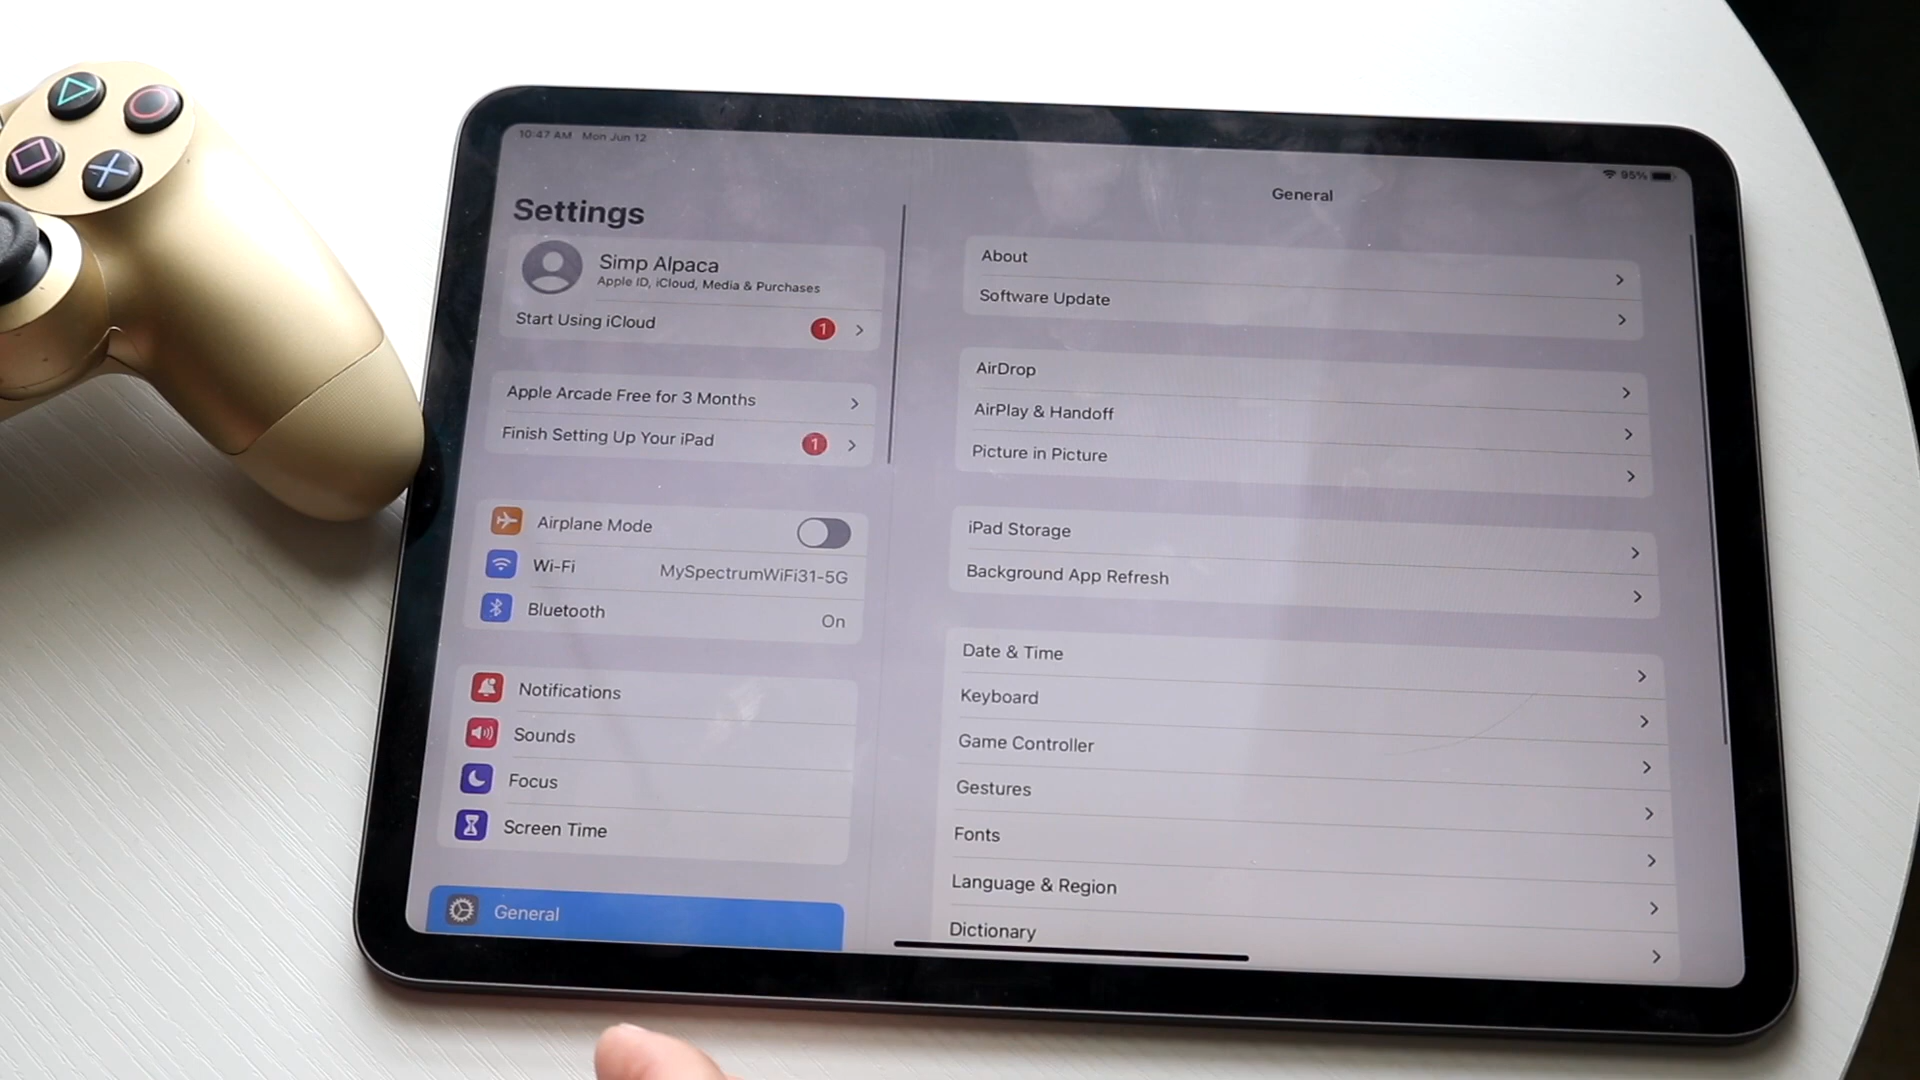 10:47 AM Mon Jun 12
95%
Settings
Simp Alpaca
Apple ID, iCloud, Media & Purchases
Start Using iCloud 1
Apple Arcade Free for 3 Months
Finish Setting Up Your iPad 1
Airplane Mode
Wi-Fi MySpectrumWiFi31-5G
Bluetooth On
Notifications
Sounds
Focus
Screen Time
General
General
About
Software Update
AirDrop
AirPlay & Handoff
Picture in Picture
iPad Storage
Background App Refresh
Date & Time
Keyboard
Game Controller
Gestures
Fonts
Language & Region
Dictionary